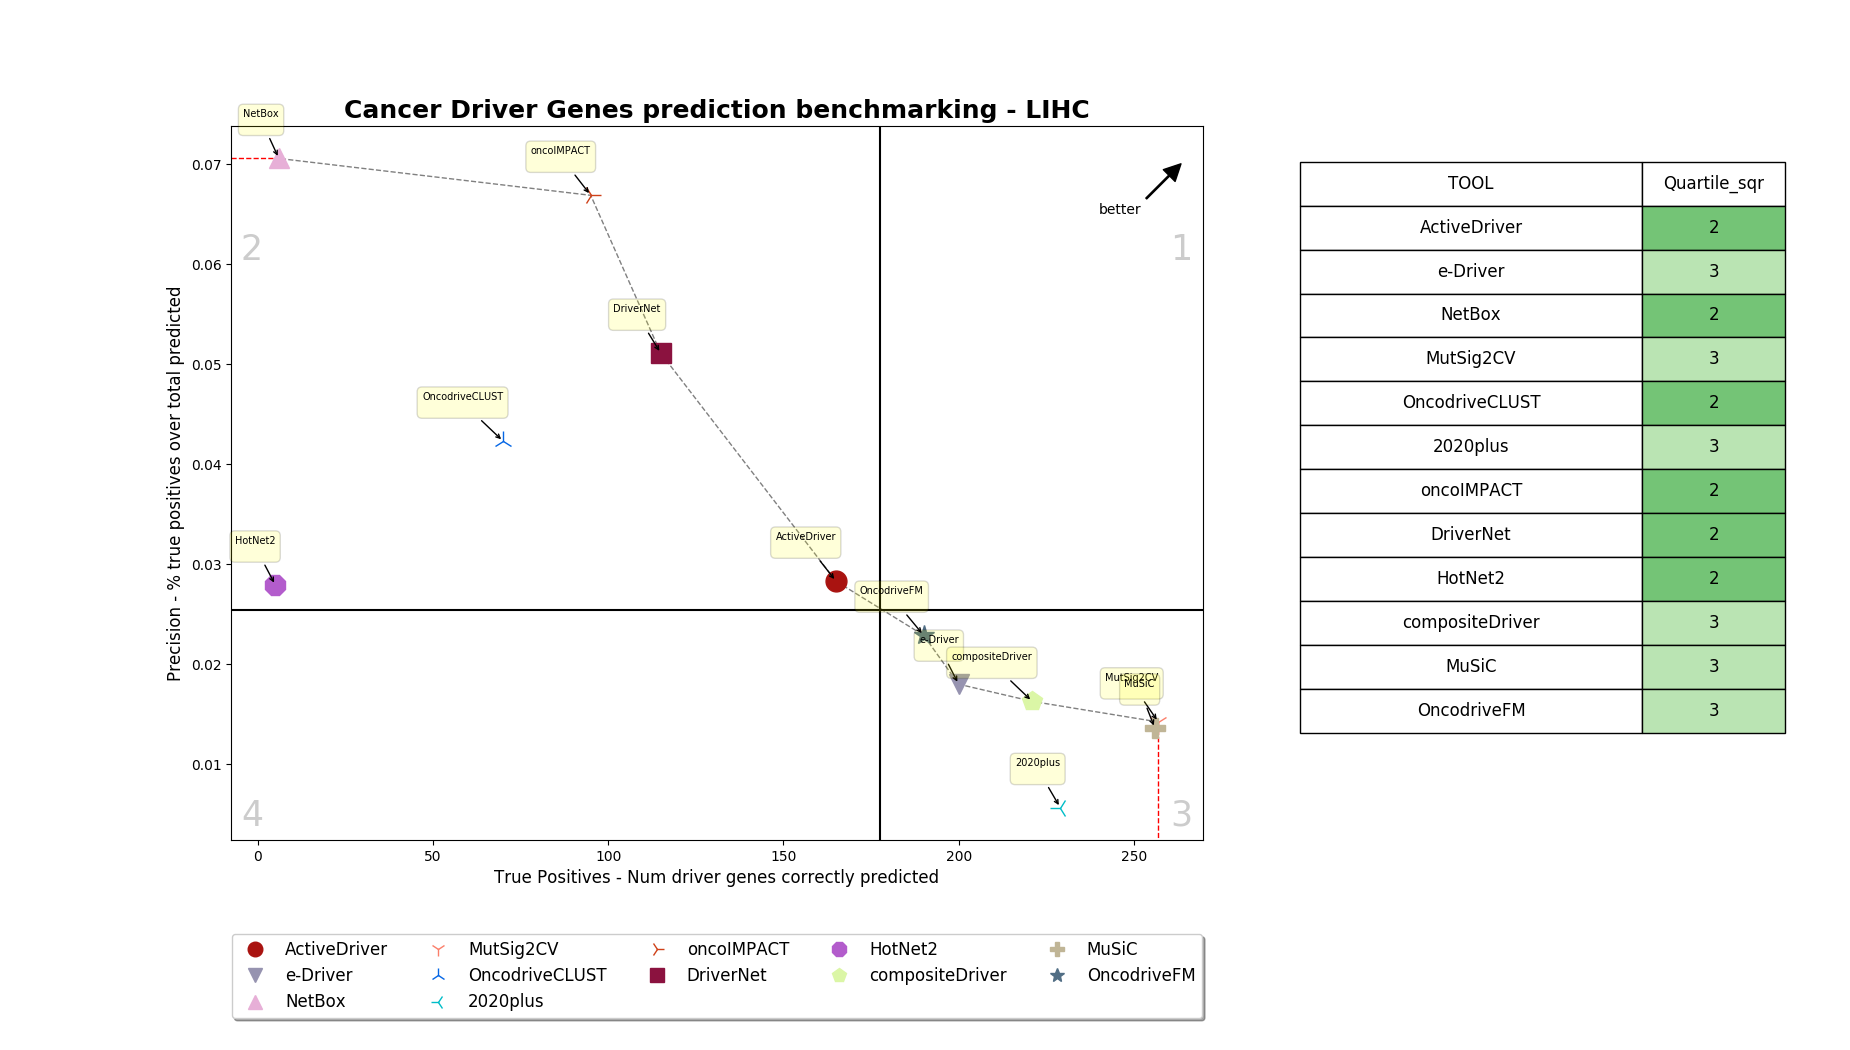 Cancer Driver Genes prediction benchmarking - LIHC
NetBox
oncoIMPACT
DriverNet
OncodriveCLUST
HotNet2
ActiveDriver
OncodriveFM
e-Driver
compositeDriver
MutSig2CV
MuSiC
2020plus
better
2
1
4
3
0.07
0.06
0.05
0.04
0.03
0.02
0.01
Precision - % true positives over total predicted
0 50 100 150 200 250
True Positives - Num driver genes correctly predicted
ActiveDriver MutSig2CV oncoIMPACT HotNet2 MuSiC
e-Driver OncodriveCLUST DriverNet compositeDriver OncodriveFM
NetBox 2020plus
TOOL Quartile_sqr
ActiveDriver 2
e-Driver 3
NetBox 2
MutSig2CV 3
OncodriveCLUST 2
2020plus 3
oncoIMPACT 2
DriverNet 2
HotNet2 2
compositeDriver 3
MuSiC 3
OncodriveFM 3